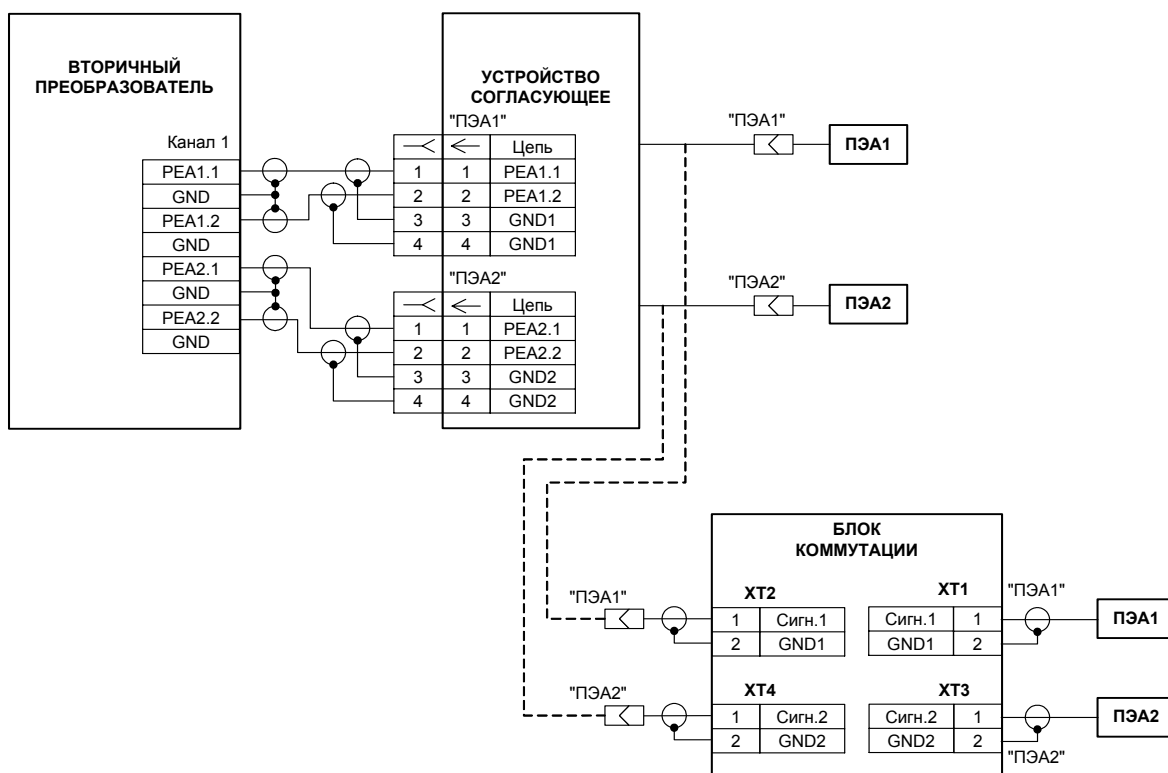 ВТОРИЧНЫЙ
ПРЕОБРАЗОВАТЕЛЬ
Канал 1
PEA1.1
GND
PEA1.2
GND
PEA2.1
GND
PEA2.2
GND
УСТРОЙСТВО
СОГЛАСУЮЩЕЕ
"ПЭА1"
Цепь
1 1 PEA1.1
2 2 PEA1.2
3 3 GND1
4 4 GND1
"ПЭА2"
Цепь
1 1 PEA2.1
2 2 PEA2.2
3 3 GND2
4 4 GND2
"ПЭА1"
ПЭА1
"ПЭА2"
ПЭА2
БЛОК
КОММУТАЦИИ
"ПЭА1"
XT2
1 Сигн.1
2 GND1
XT1
"ПЭА1"
Сигн.1 1
GND1 2
ПЭА1
"ПЭА2"
XT4
1 Сигн.2
2 GND2
XT3
Сигн.2 1
GND2 2
"ПЭА2"
ПЭА2